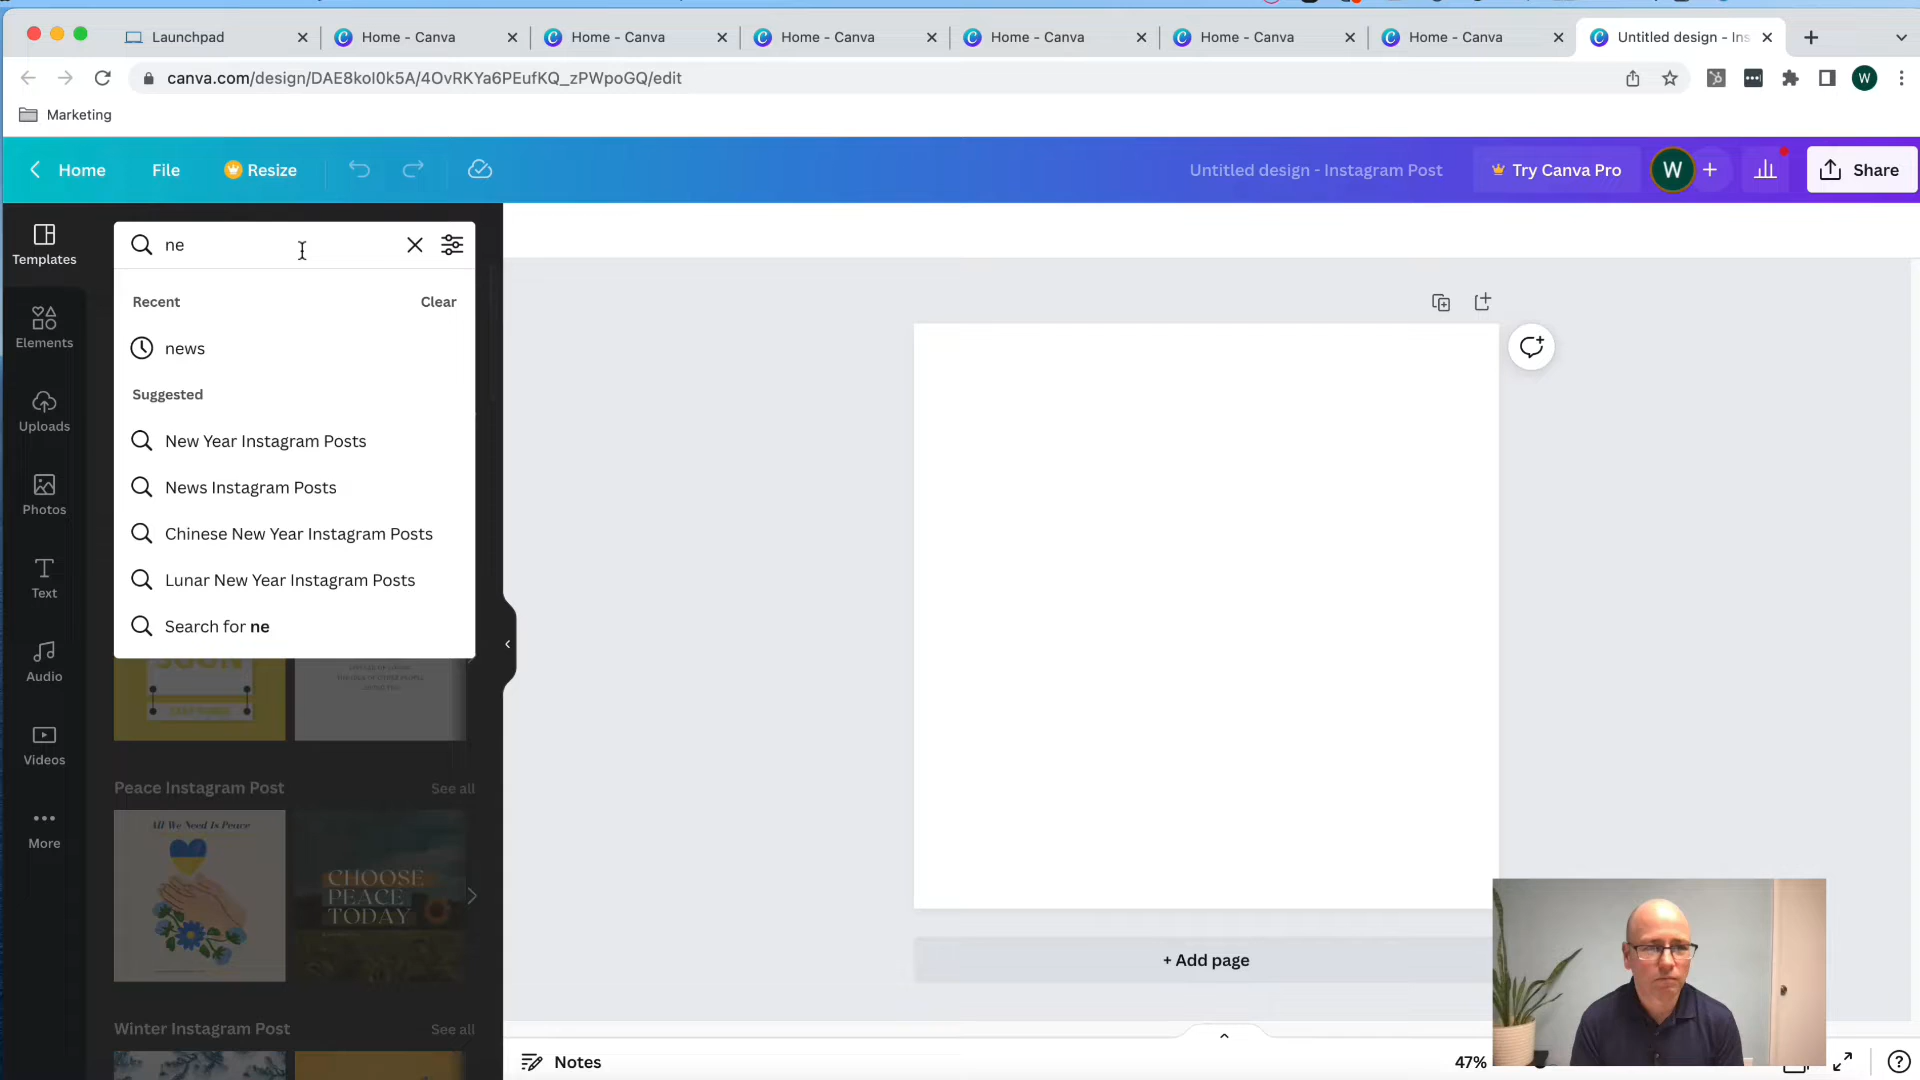 Launchpad
Home - Canva
Home - Canva
Home - Canva
Home - Canva
Home - Canva
Home - Canva
Untitled design - Ins
canva.com/design/DAE8kol0k5A/4OvRKYa6PEufKQ_zPWpoGQ/edit
W
Marketing
Home
File
Resize
Untitled design - Instagram Post
Try Canva Pro
W
Share
Templates
Elements
Uploads
Photos
Text
Audio
Videos
More
ne
Recent
Clear
news
Suggested
New Year Instagram Posts
News Instagram Posts
Chinese New Year Instagram Posts
Lunar New Year Instagram Posts
Search for ne
Peace Instagram Post
See all
All We Need Is Peace
CHOOSE
PEACE
TODAY
Winter Instagram Post
See all
+ Add page
Notes
47%